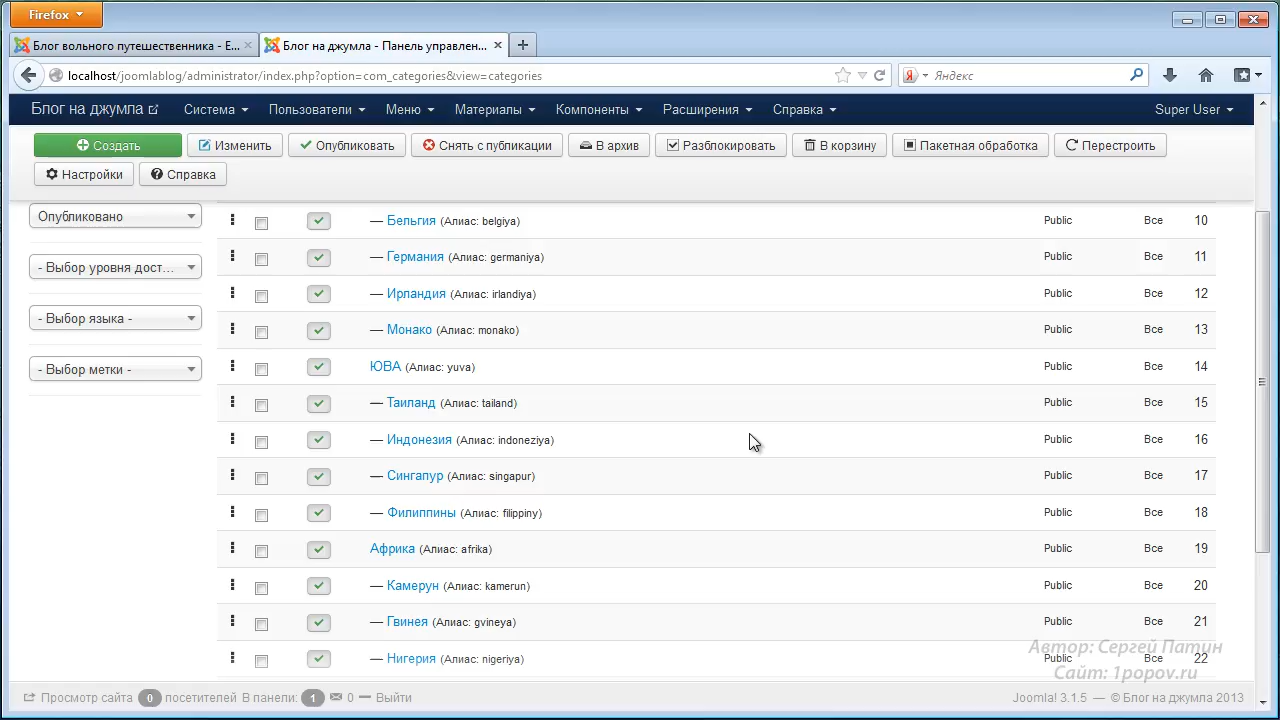 Firefox
Блог вольного путешественника - Е...
Блог на джумла - Панель управлен...
localhost/joomlablog/administrator/index.php?option=com_categories&view=categories
Яндекс
Блог на джумла Система Пользователи Меню Материалы Компоненты Расширения Справка Super User
Создать Изменить Опубликовать Снять с публикации В архив Разблокировать В корзину Пакетная обработка Перестроить
Настройки Справка
Опубликовано
- Выбор уровня дост...
- Выбор языка -
- Выбор метки -
— Бельгия (Алиас: belgiya) Public Все 10
— Германия (Алиас: germaniya) Public Все 11
— Ирландия (Алиас: irlandiya) Public Все 12
— Монако (Алиас: monako) Public Все 13
ЮВА (Алиас: yuva) Public Все 14
— Таиланд (Алиас: tailand) Public Все 15
— Индонезия (Алиас: indoneziya) Public Все 16
— Сингапур (Алиас: singapur) Public Все 17
— Филиппины (Алиас: filippiny) Public Все 18
Африка (Алиас: afrika) Public Все 19
— Камерун (Алиас: kamerun) Public Все 20
— Гвинея (Алиас: gvineya) Public Все 21
— Нигерия (Алиас: nigeriya) Public Все 22
Автор: Сергей Патин
Сайт: 1popov.ru
Просмотр сайта 0 посетителей В панели: 1 0 — Выйти
Joomla! 3.1.5 — © Блог на джумла 2013